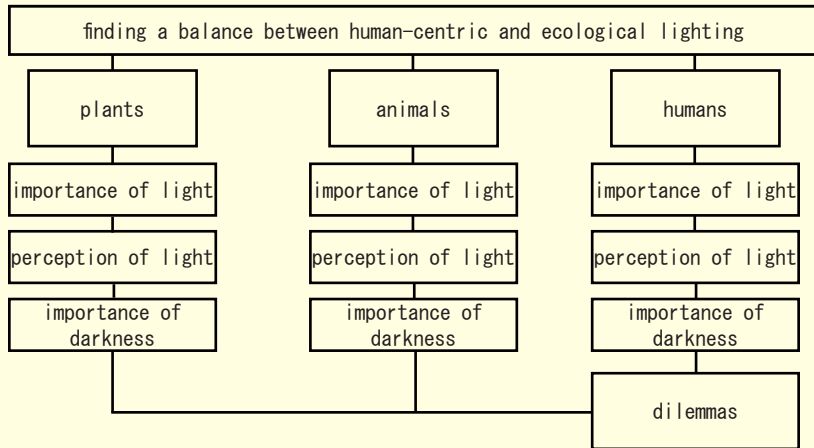 finding a balance between human-centric and ecological lighting
plants
animals
humans
importance of light
importance of light
importance of light
perception of light
perception of light
perception of light
importance of
darkness
importance of
darkness
importance of
darkness
dilemmas